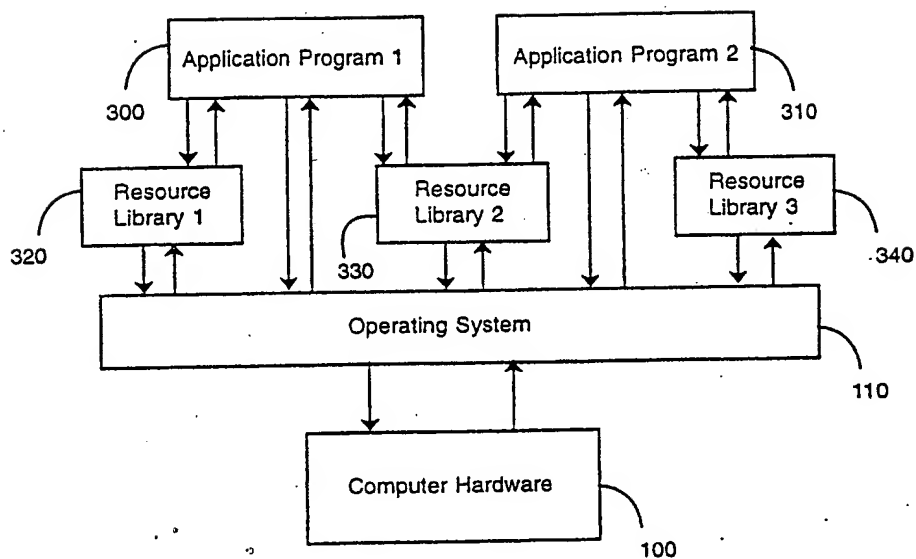 Application Program 1
Application Program 2
300
310
Resource
Library 1
Resource
Library 2
Resource
Library 3
320
330
340
Operating System
110
Computer Hardware
100